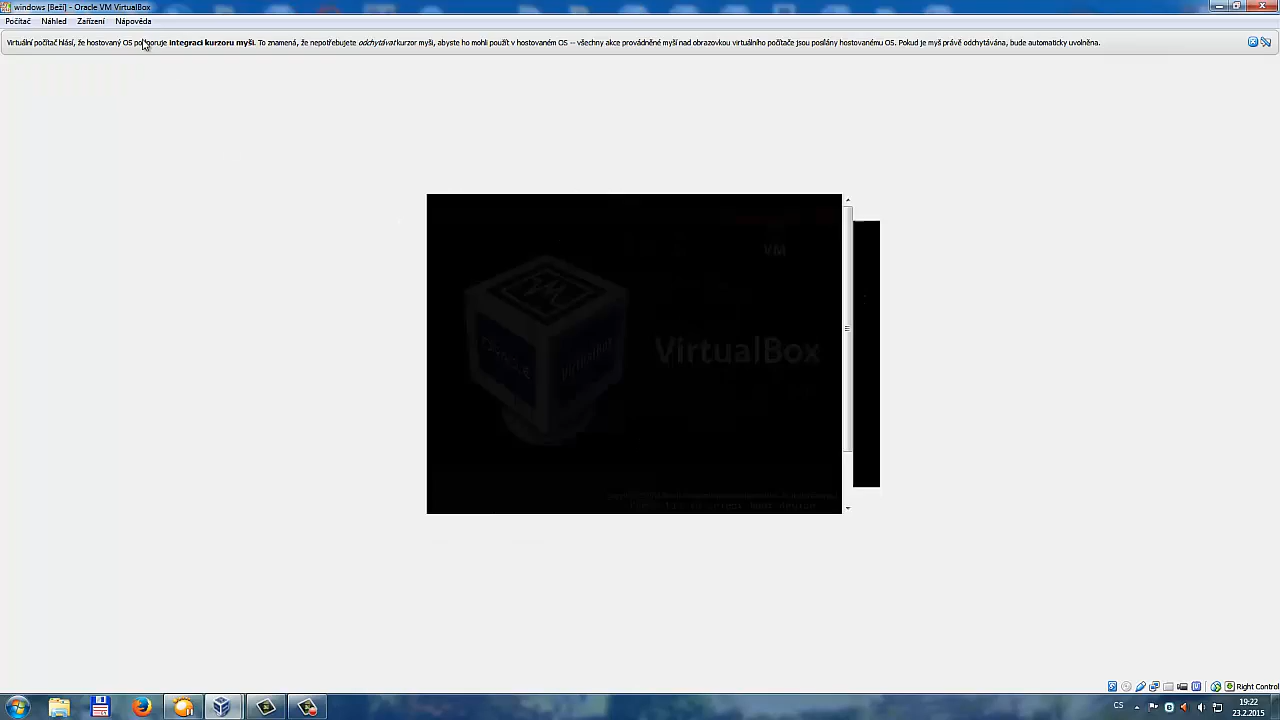 windows [Beží] - Oracle VM VirtualBox
Počítač Náhled Zařízení Nápověda
Virtuální počítač hlásí, že hostovaný OS podporuje integraci kurzoru myši. To znamená, že nepotřebujete odchytávat kurzor myši, abyste ho mohli použít v hostovaném OS -- všechny akce prováděné myší nad obrazovkou virtuálního počítače jsou posílány hostovanému OS. Pokud je myš právě odchytávána, bude automaticky uvolněna.
VM
VirtualBox
Right Control
CS
19:22
23.2.2015